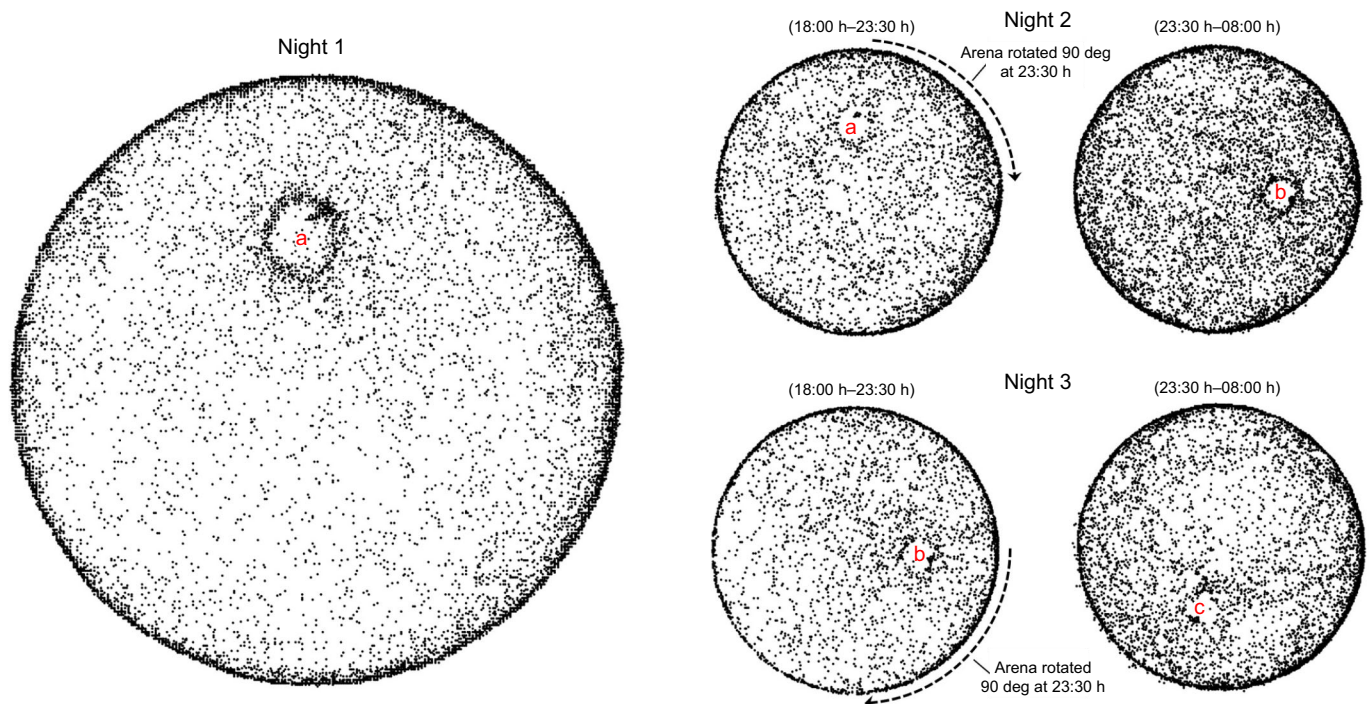 Night 1
a
Night 2
(18:00 h–23:30 h)
(23:30 h–08:00 h)
Arena rotated 90 deg
at 23:30 h
a
b
Night 3
(18:00 h–23:30 h)
(23:30 h–08:00 h)
b
c
Arena rotated
90 deg at 23:30 h